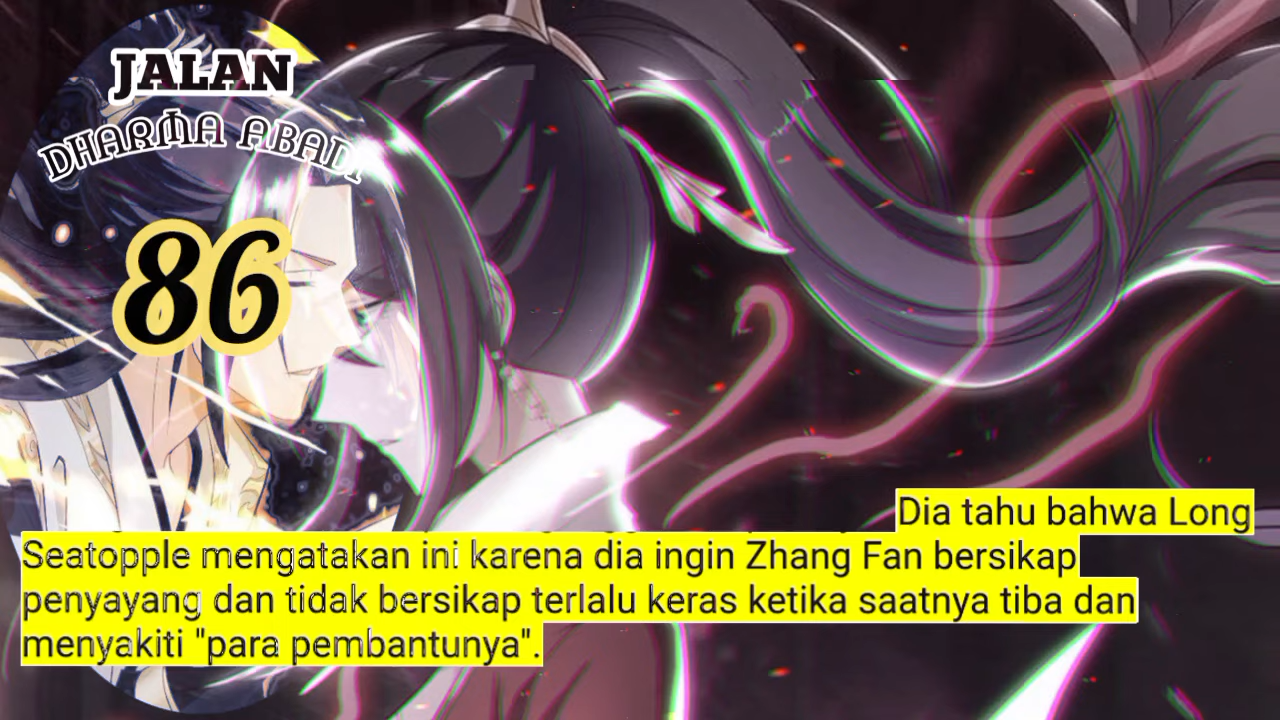 JALAN
DHARMA ABADI
86
Dia tahu bahwa Long
Seatopple mengatakan ini karena dia ingin Zhang Fan bersikap
penyayang dan tidak bersikap terlalu keras ketika saatnya tiba dan
menyakiti "para pembantunya".